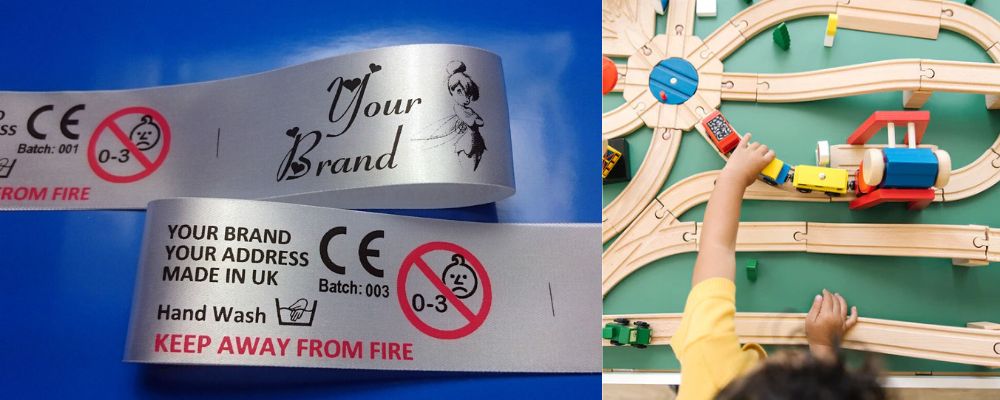 CE
Batch: 001
0-3
FROM FIRE
Your
Brand
YOUR BRAND
YOUR ADDRESS
MADE IN UK
CE
Batch: 003
0-3
Hand Wash
KEEP AWAY FROM FIRE